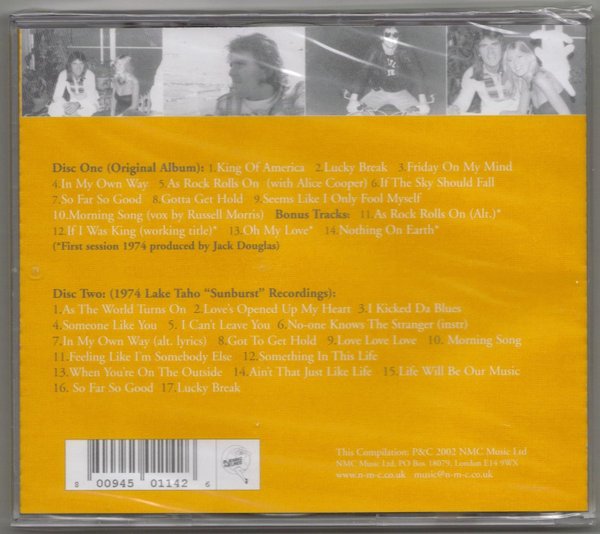 Disc One (Original Album): 1.King Of America 2.Lucky Break 3.Friday On My Mind
4.In My Own Way 5.As Rock Rolls On (with Alice Cooper) 6.If The Sky Should Fall
7.So Far So Good 8.Gotta Get Hold 9.Seems Like I Only Fool Myself
10.Morning Song (vox by Russell Morris) Bonus Tracks: 11.As Rock Rolls On (Alt.)*
12.If I Was King (working title)* 13.Oh My Love* 14.Nothing On Earth*
(*First session 1974 produced by Jack Douglas)
Disc Two: (1974 Lake Taho “Sunburst” Recordings):
1.As The World Turns On 2.Love's Opened Up My Heart 3.I Kicked Da Blues
4.Someone Like You 5. I Can't Leave You 6.No-one Knows The Stranger (instr)
7.In My Own Way (alt. lyrics) 8.Got To Get Hold 9.Love Love Love 10. Morning Song
11.Feeling Like I'm Somebody Else 12.Something In This Life
13.When You're On The Outside 14.Ain't That Just Like Life 15.Life Will Be Our Music
16. So Far So Good 17.Lucky Break
This Compilation: P&C 2002 NMC Music Ltd
NMC Music Ltd, PO Box 18079, London E14 9WX
www.n-m-c.co.uk music@n-m-c.co.uk
8 00945 01142 6